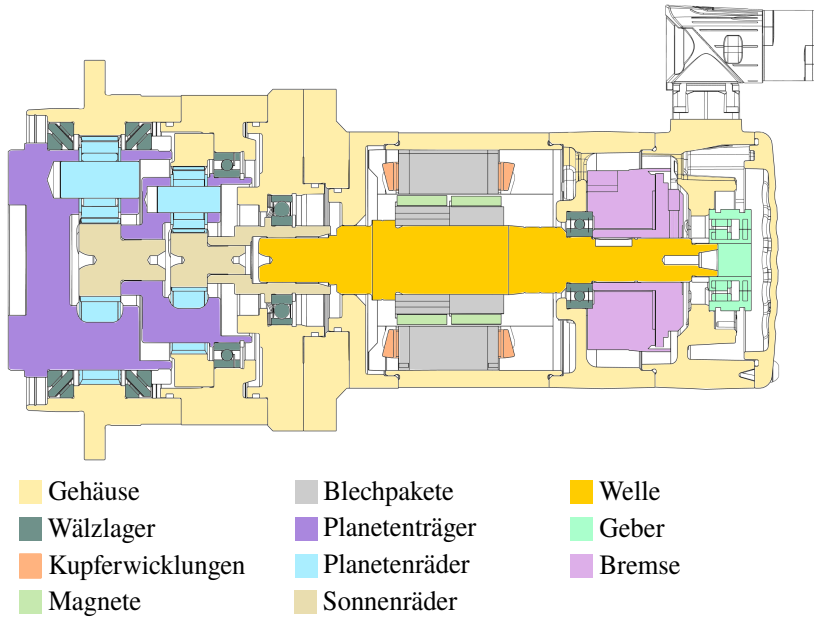 Gehäuse
Wälzlager
Kupferwicklungen
Magnete
Blechpakete
Planetenträger
Planetenräder
Sonnenräder
Welle
Geber
Bremse